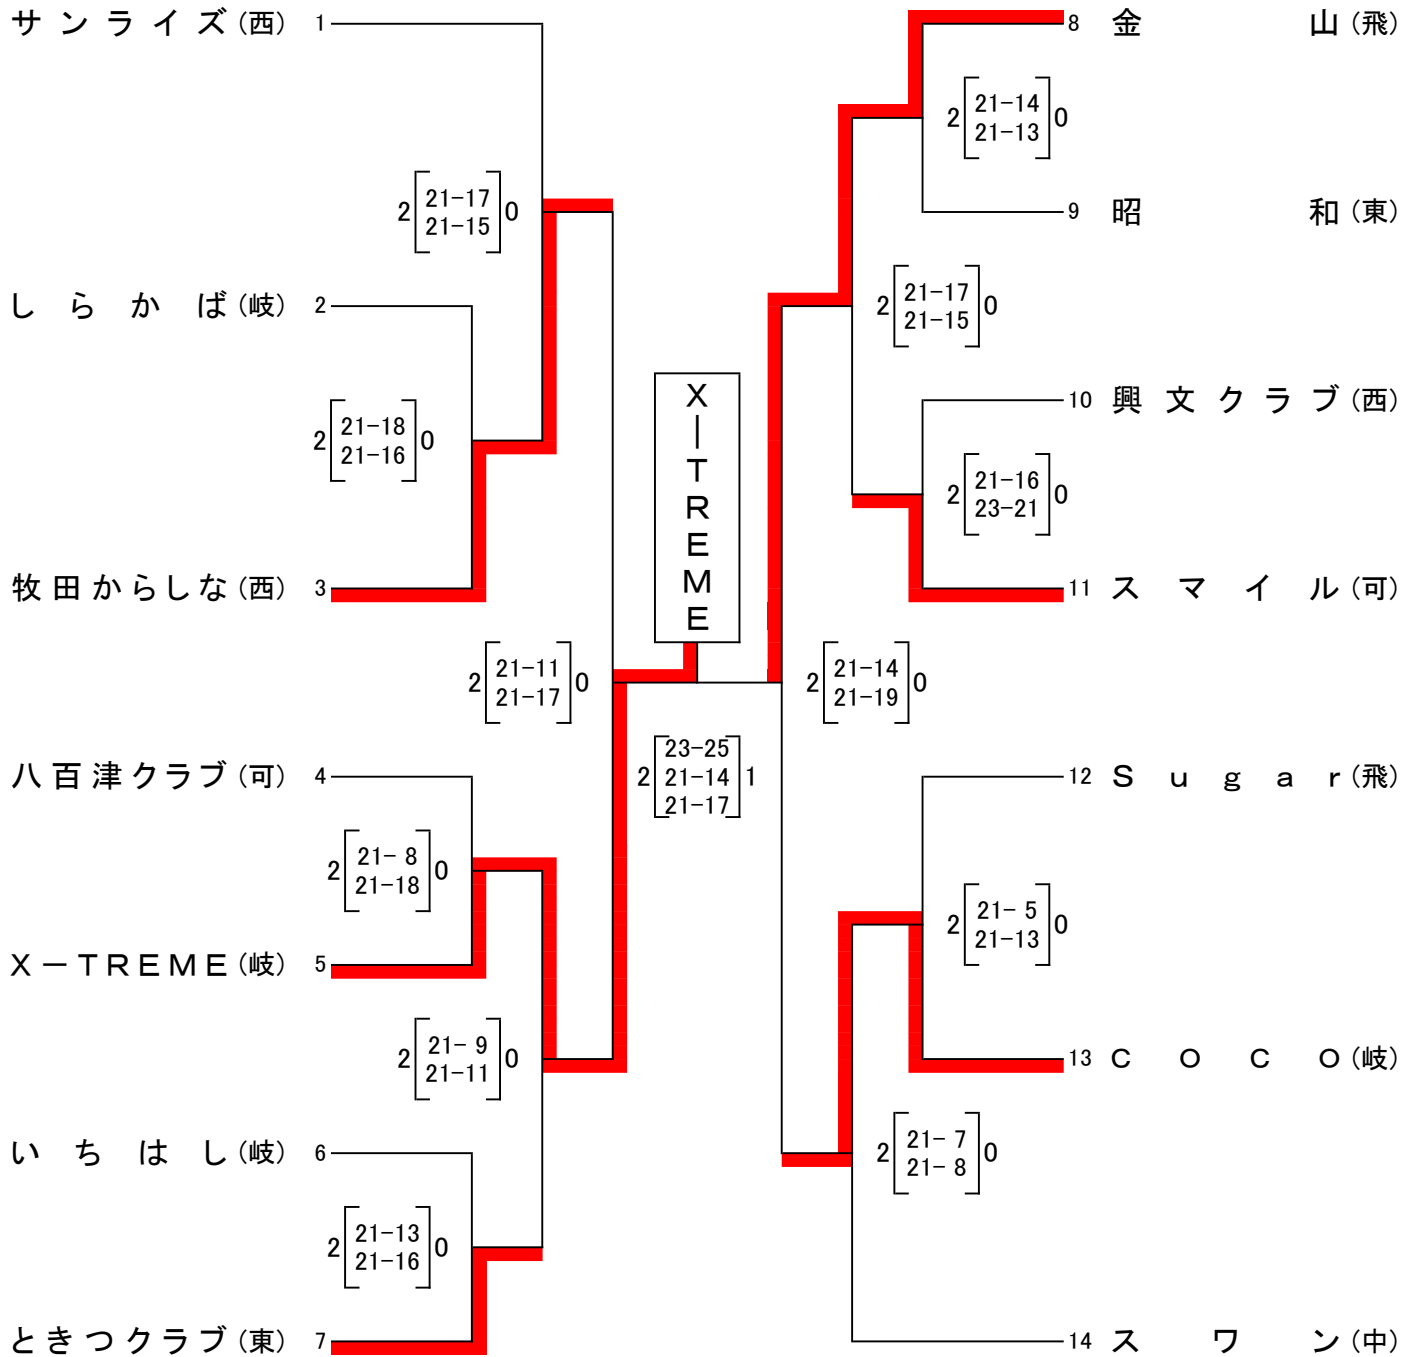 サンライズ(西) 1
2[21-17 21-15]0
しらかば(岐) 2
2[21-18 21-16]0
牧田からしな(西) 3
2[21-11 21-17]0
八百津クラブ(可) 4
2[21- 8 21-18]0
X－TREME(岐) 5
2[21- 9 21-11]0
いちはし(岐) 6
2[21-13 21-16]0
ときつクラブ(東) 7
X－TREME
2[23-25 21-14 21-17]1
8 金山(飛)
2[21-14 21-13]0
9 昭和(東)
2[21-17 21-15]0
10 興文クラブ(西)
2[21-16 23-21]0
11 スマイル(可)
2[21-14 21-19]0
12 Sugar(飛)
2[21- 5 21-13]0
13 COCO(岐)
2[21- 7 21- 8]0
14 スワン(中)